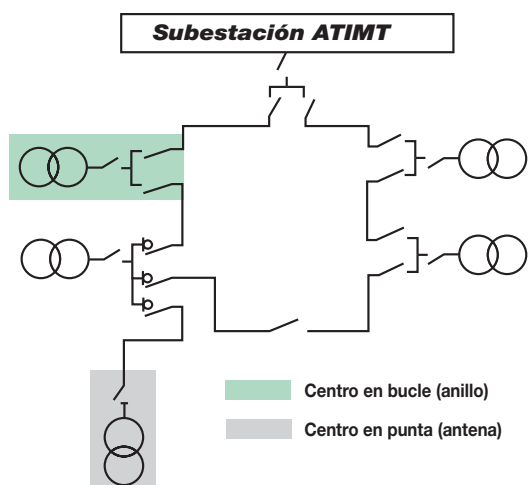 Subestación ATIMT
Centro en bucle (anillo)
Centro en punta (antena)